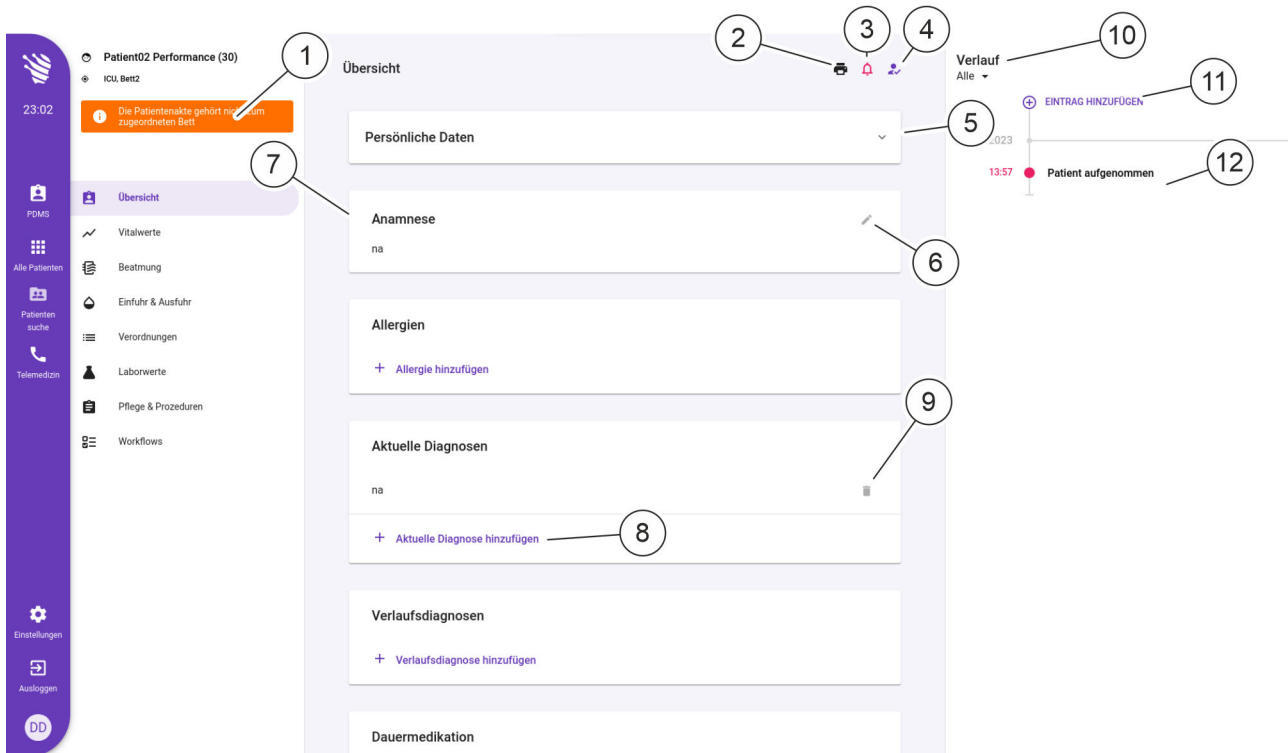 23:02
PDMS
Alle Patienten
Patienten
suche
Telemedizin
Einstellungen
Ausloggen
DD
Patient02 Performance (30)
ICU, Bett2
Die Patientenakte gehört nicht zum
zugeordneten Bett
Übersicht
Vitalwerte
Beatmung
Einfuhr & Ausfuhr
Verordnungen
Laborwerte
Pflege & Prozeduren
Workflows
1
2
3
4
Übersicht
Persönliche Daten
5
7
Anamnese
na
6
Allergien
+ Allergie hinzufügen
9
Aktuelle Diagnosen
na
+ Aktuelle Diagnose hinzufügen
8
Verlaufsdiagnosen
+ Verlaufsdiagnose hinzufügen
Dauermedikation
10
Verlauf
Alle
11
EINTRAG HINZUFÜGEN
2023
12
13:57 Patient aufgenommen